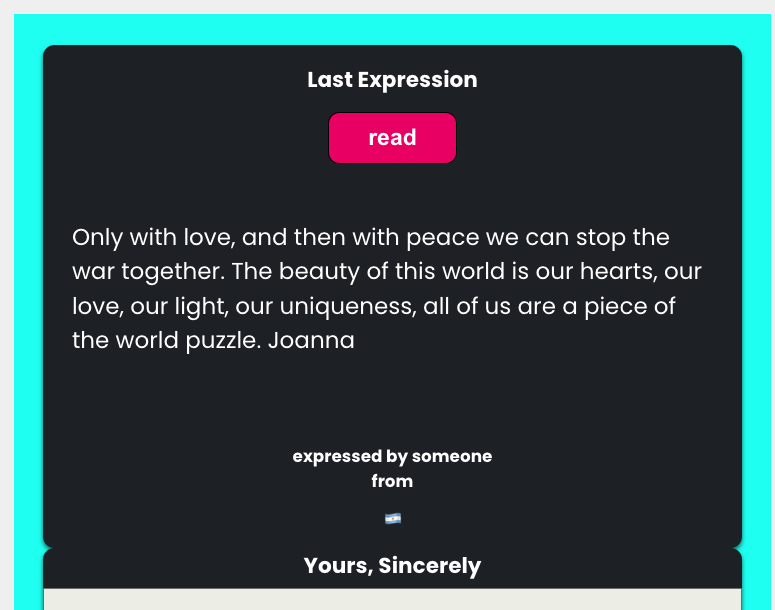 Last Expression
read
Only with love, and then with peace we can stop the
war together. The beauty of this world is our hearts, our
love, our light, our uniqueness, all of us are a piece of
the world puzzle. Joanna
expressed by someone
from
Yours, Sincerely